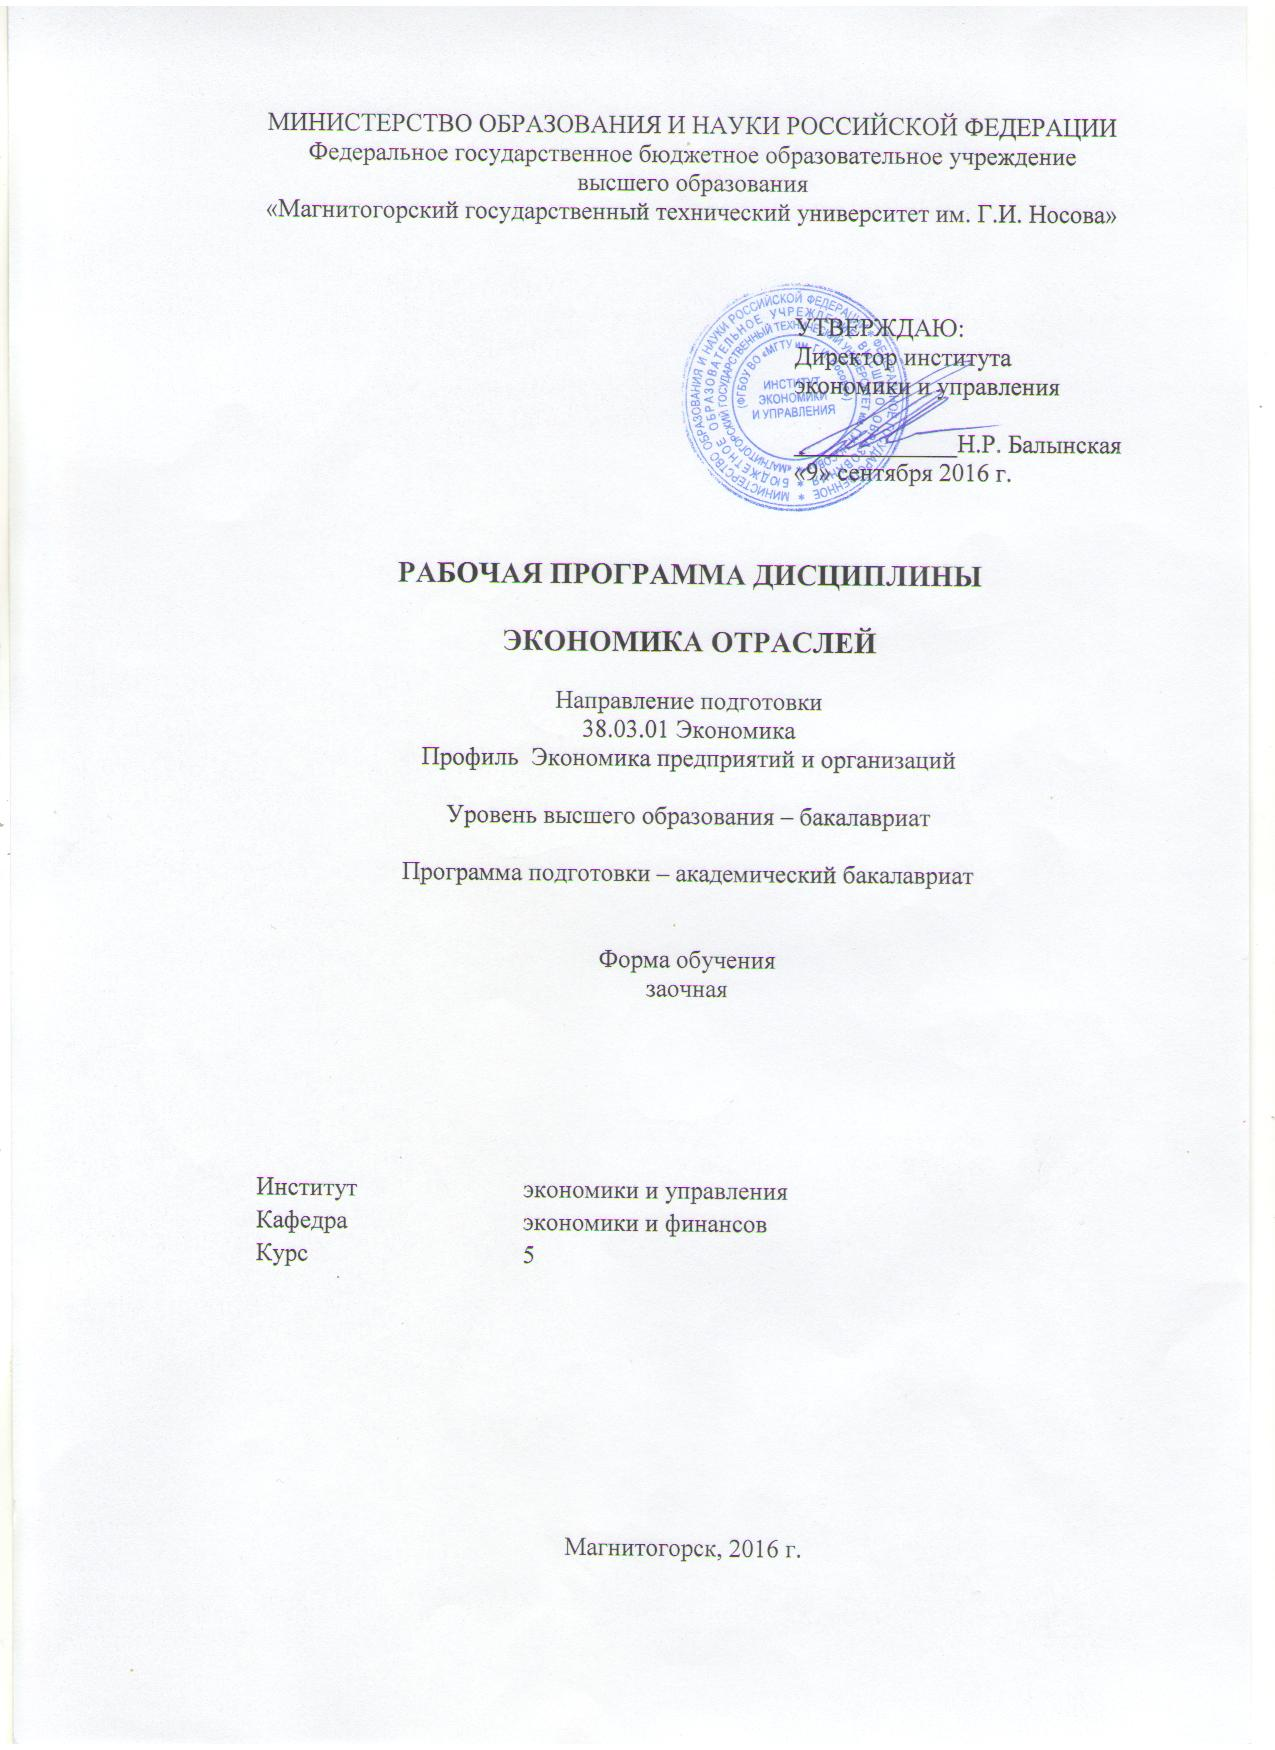 МИНИСТЕРСТВО ОБРАЗОВАНИЯ И НАУКИ РОССИЙСКОЙ ФЕДЕРАЦИИ
Федеральное государственное бюджетное образовательное учреждение
высшего образования
«Магнитогорский государственный технический университет им. Г.И. Носова»
УТВЕРЖДАЮ:
Директор института
экономики и управления
Н.Р. Балынская
«9» сентября 2016 г.
ИНСТИТУТ
ЭКОНОМИКИ
И УПРАВЛЕНИЯ
РАБОЧАЯ ПРОГРАММА ДИСЦИПЛИНЫ
ЭКОНОМИКА ОТРАСЛЕЙ
Направление подготовки
38.03.01 Экономика
Профиль Экономика предприятий и организаций
Уровень высшего образования – бакалавриат
Программа подготовки – академический бакалавриат
Форма обучения
заочная
Институт экономики и управления
Кафедра экономики и финансов
Курс 5
Магнитогорск, 2016 г.